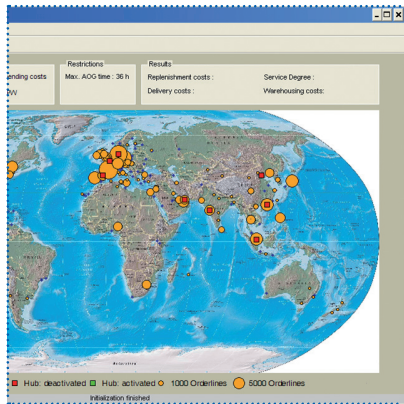 Restrictions
Results
ending costs
Max. AOG time : 36 h
Replenishment costs :
Service Degree :
Delivery costs :
Warehousing costs:
Hub: deactivated
Hub: activated
1000 Orderlines
5000 Orderlines
Initialization finished